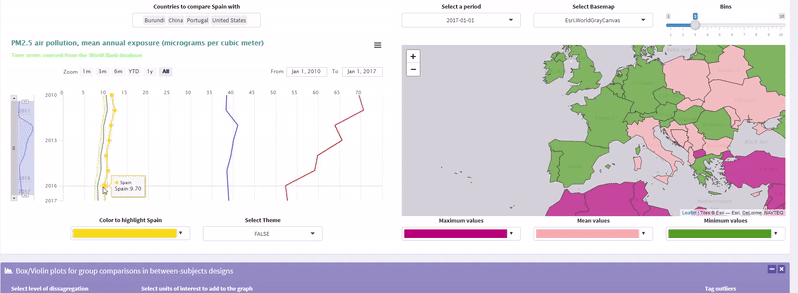 Countries to compare Spain with
Burundi China Portugal United States
PM2.5 air pollution, mean annual exposure (micrograms per cubic meter)
Time series sourced from the World Bank database
Zoom 1m 3m 6m YTD 1y All
From Jan 1, 2010 To Jan 1, 2017
0 5 10 15 20 25 30 35 40 45 50 55 60 65 70
2010
2013
2016
2017
Spain
Spain: 9.70
Color to highlight Spain
Select Theme
FALSE
Select a period
2017-01-01
Select Basemap
Esri.WorldGrayCanvas
Bins
1 3 10
+
−
Leaflet | Tiles © Esri — Esri, DeLorme, NAVTEQ
Maximum values
Mean values
Minimum values
Box/Violin plots for group comparisons in between-subjects designs
Select level of dissagregation
Select units of interest to add to the graph
Tag outliers